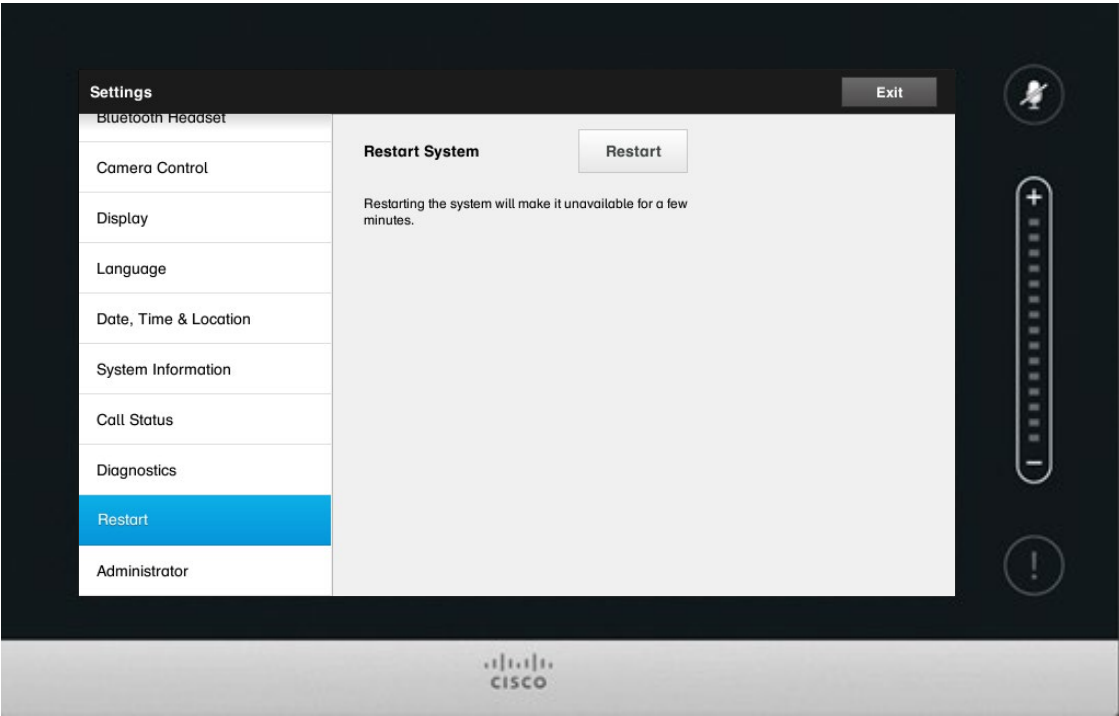 Settings
Exit
Bluetooth Headset
Camera Control
Display
Language
Date, Time & Location
System Information
Call Status
Diagnostics
Restart
Administrator
Restart System
Restart
Restarting the system will make it unavailable for a few
minutes.
+
−
!
CISCO